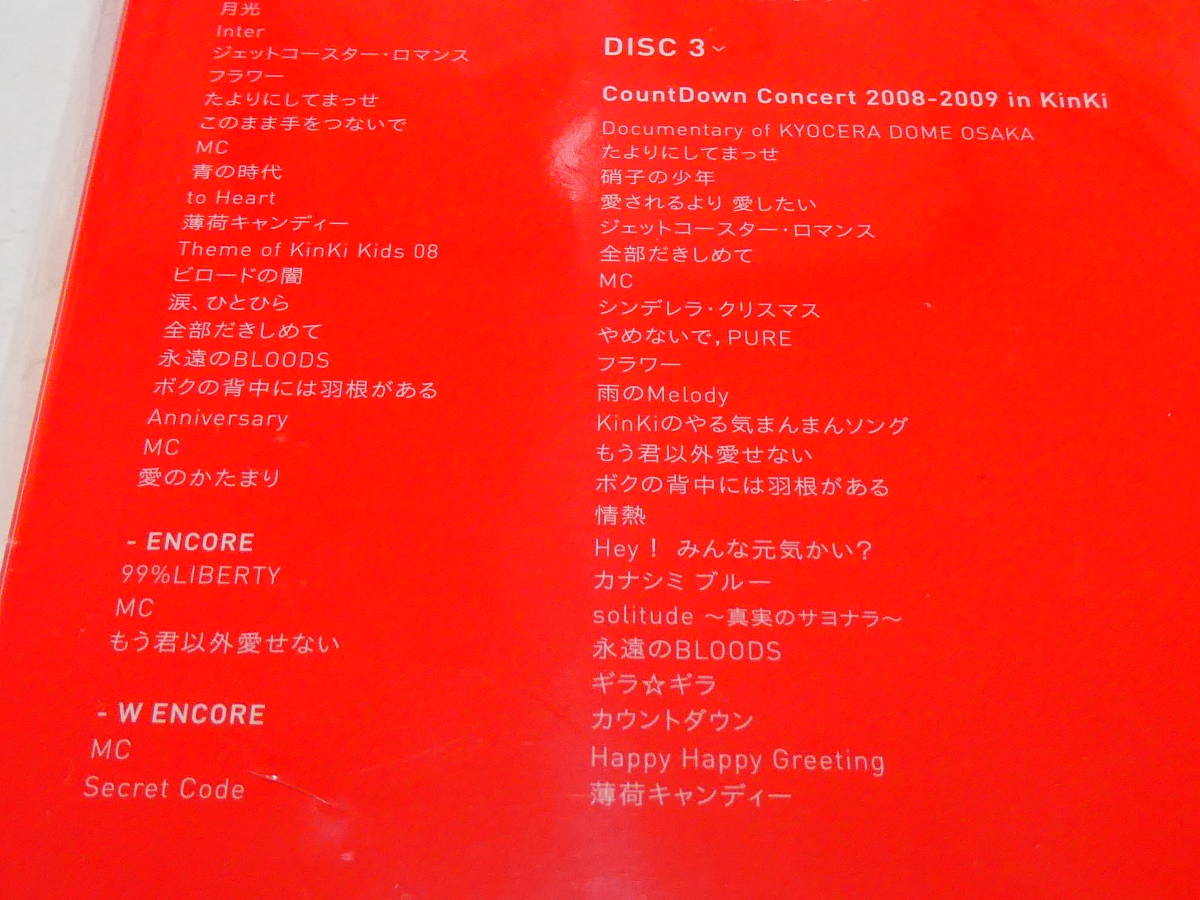 月光
Inter
ジェットコースター・ロマンス
フラワー
たよりにしてまっせ
このまま手をつないで
MC
青の時代
to Heart
薄荷キャンディー
Theme of KinKi Kids 08
ビロードの闇
涙、ひとひら
全部だきしめて
永遠のBLOODS
ボクの背中には羽根がある
Anniversary
MC
愛のかたまり
- ENCORE
99%LIBERTY
MC
もう君以外愛せない
- W ENCORE
MC
Secret Code
DISC 3
CountDown Concert 2008-2009 in KinKi
Documentary of KYOCERA DOME OSAKA
たよりにしてまっせ
硝子の少年
愛されるより 愛したい
ジェットコースター・ロマンス
全部だきしめて
MC
シンデレラ・クリスマス
やめないで,PURE
フラワー
雨のMelody
KinKiのやる気まんまんソング
もう君以外愛せない
ボクの背中には羽根がある
情熱
Hey! みんな元気かい?
カナシミ ブルー
solitude ～真実のサヨナラ～
永遠のBLOODS
ギラ☆ギラ
カウントダウン
Happy Happy Greeting
薄荷キャンディー